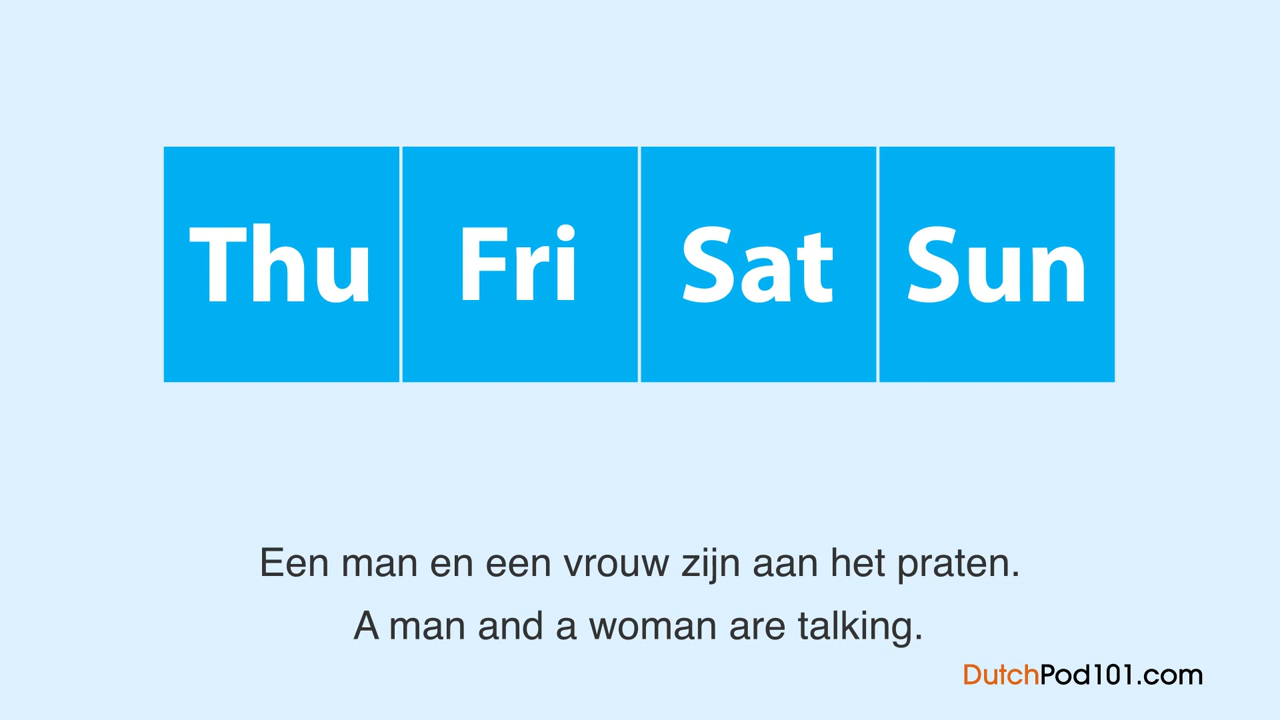 Thu Fri Sat Sun
Een man en een vrouw zijn aan het praten.
A man and a woman are talking.
DutchPod101.com